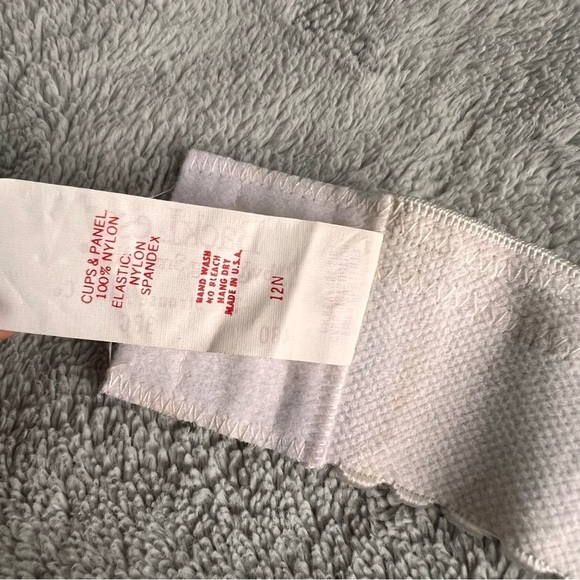 CUPS & PANEL
100% NYLON
ELASTIC:
NYLON
SPANDEX
HAND WASH
NO BLEACH
HANG DRY
MADE IN U.S.A.
12N